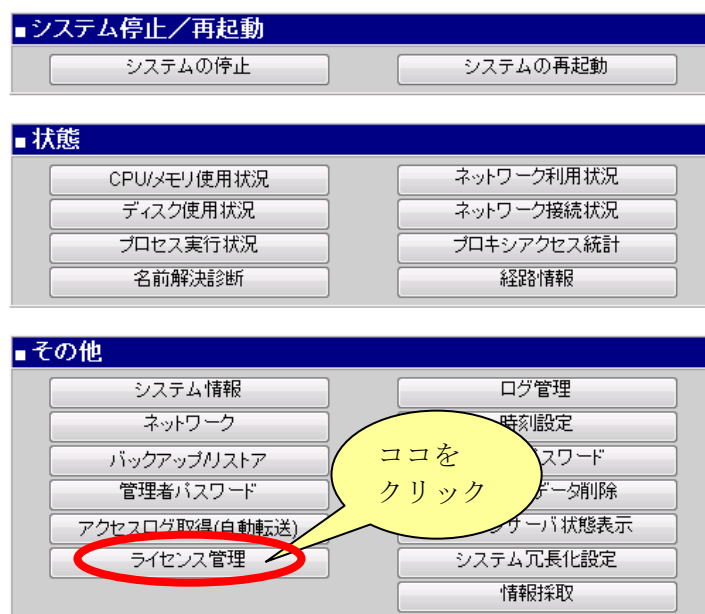 ■システム停止／再起動
システムの停止 システムの再起動
■状態
CPU/メモリ使用状況 ネットワーク利用状況
ディスク使用状況 ネットワーク接続状況
プロセス実行状況 プロキシアクセス統計
名前解決診断 経路情報
■その他
システム情報 ログ管理
ネットワーク 時刻設定
バックアップ/リストア スワード
管理者パスワード データ削除
アクセスログ取得(自動転送) サーバ状態表示
ライセンス管理 システム冗長化設定
情報採取
ココを
クリック